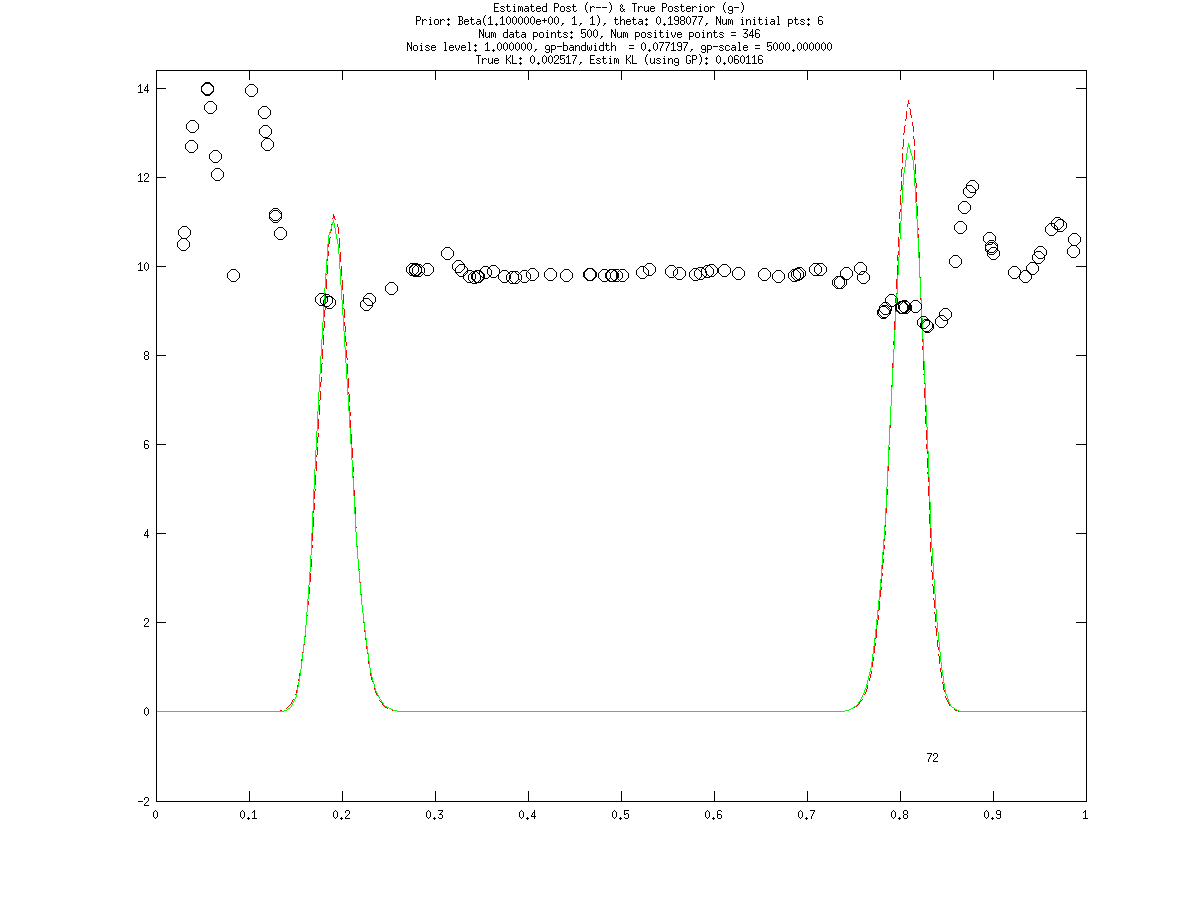 Estimated Post (r--) & True Posterior (g-)
Prior: Beta(1.100000e+00, 1, 1), theta: 0.198077, Num initial pts: 6
Num data points: 500, Num positive points = 346
Noise level: 1.000000, gp-bandwidth  = 0.077197, gp-scale = 5000.000000
True KL: 0.002517, Estim KL (using GP): 0.060116
14
12
10
8
6
4
2
0
72
-2
0 0.1 0.2 0.3 0.4 0.5 0.6 0.7 0.8 0.9 1